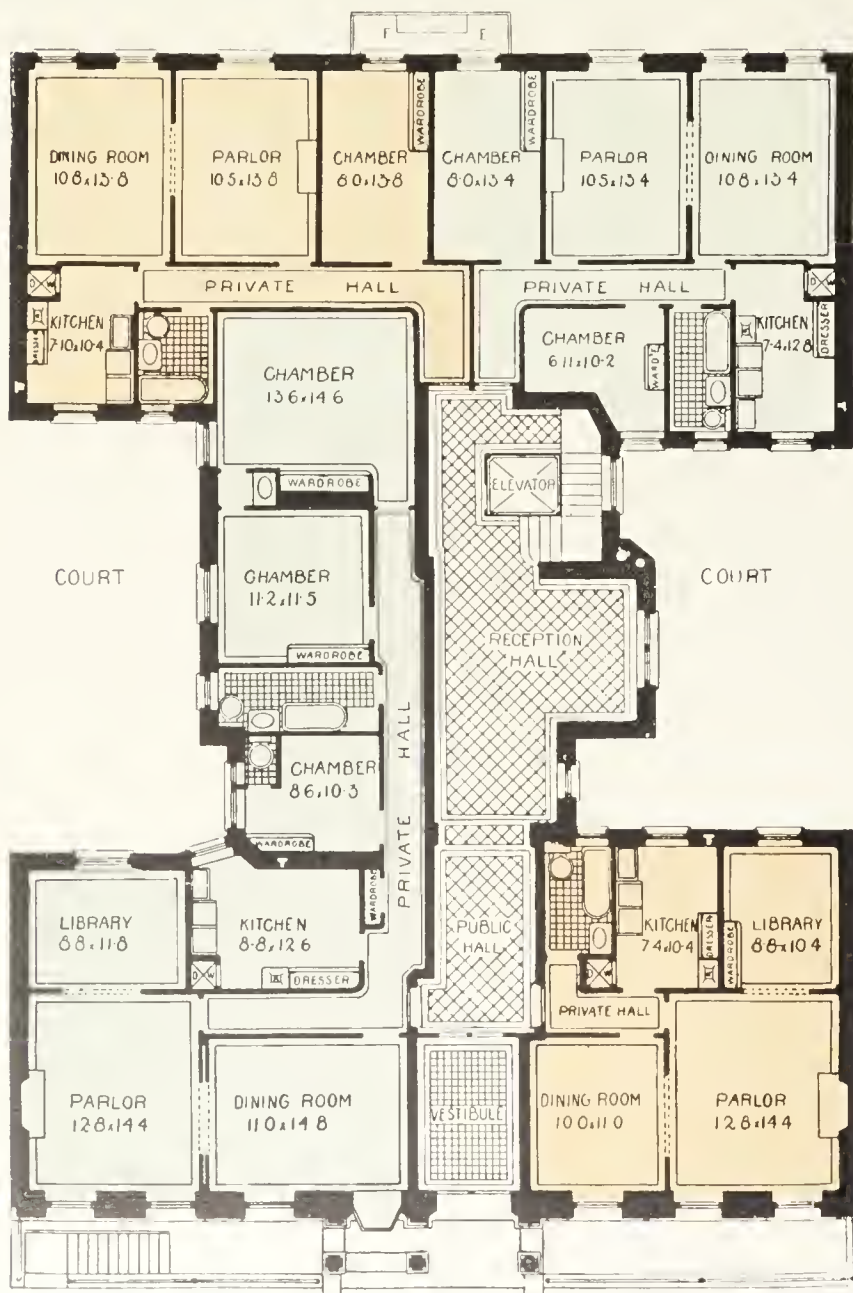 F E
DINING ROOM
10·8 x 13·8
PARLOR
10·5 x 13·8
CHAMBER
8·0 x 13·8
WARDROBE
CHAMBER
8·0 x 13·4
WARDROBE
PARLOR
10·5 x 13·4
DINING ROOM
10·8 x 13·4
PRIVATE HALL
PRIVATE HALL
D W
KITCHEN
7·10 x 10·4
DRESSER
CHAMBER
13·6 x 14·6
WARDROBE
CHAMBER
6·11 x 10·2
WARD'E
D W
KITCHEN
7·4 x 12·8
DRESSER
ELEVATOR
COURT
CHAMBER
11·2 x 11·5
WARDROBE
COURT
RECEPTION
HALL
PRIVATE HALL
CHAMBER
8·6 x 10·3
WARDROBE
T
T
LIBRARY
8·8 x 11·8
KITCHEN
8·8 x 12·6
WARDROBE
D W
DRESSER
PUBLIC
HALL
KITCHEN
7·4 x 10·4
DRESSER
WARDROBE
LIBRARY
8·8 x 10·4
D W
PRIVATE HALL
PARLOR
12·8 x 14·4
DINING ROOM
11·0 x 14·8
VESTIBULE
DINING ROOM
10·0 x 11·0
PARLOR
12·8 x 14·4